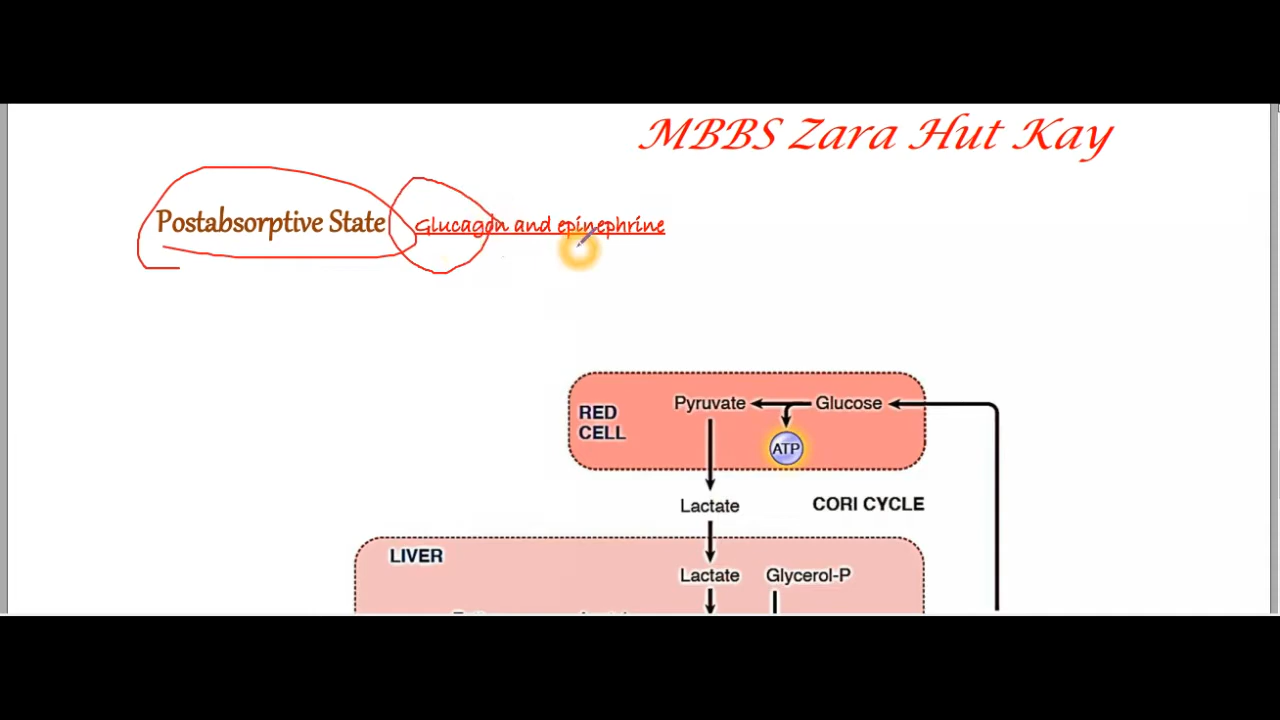 MBBS Zara Hut Kay
Postabsorptive State Glucagon and epinephrine
RED CELL
Pyruvate Glucose
ATP
Lactate
CORI CYCLE
LIVER
Lactate Glycerol-P